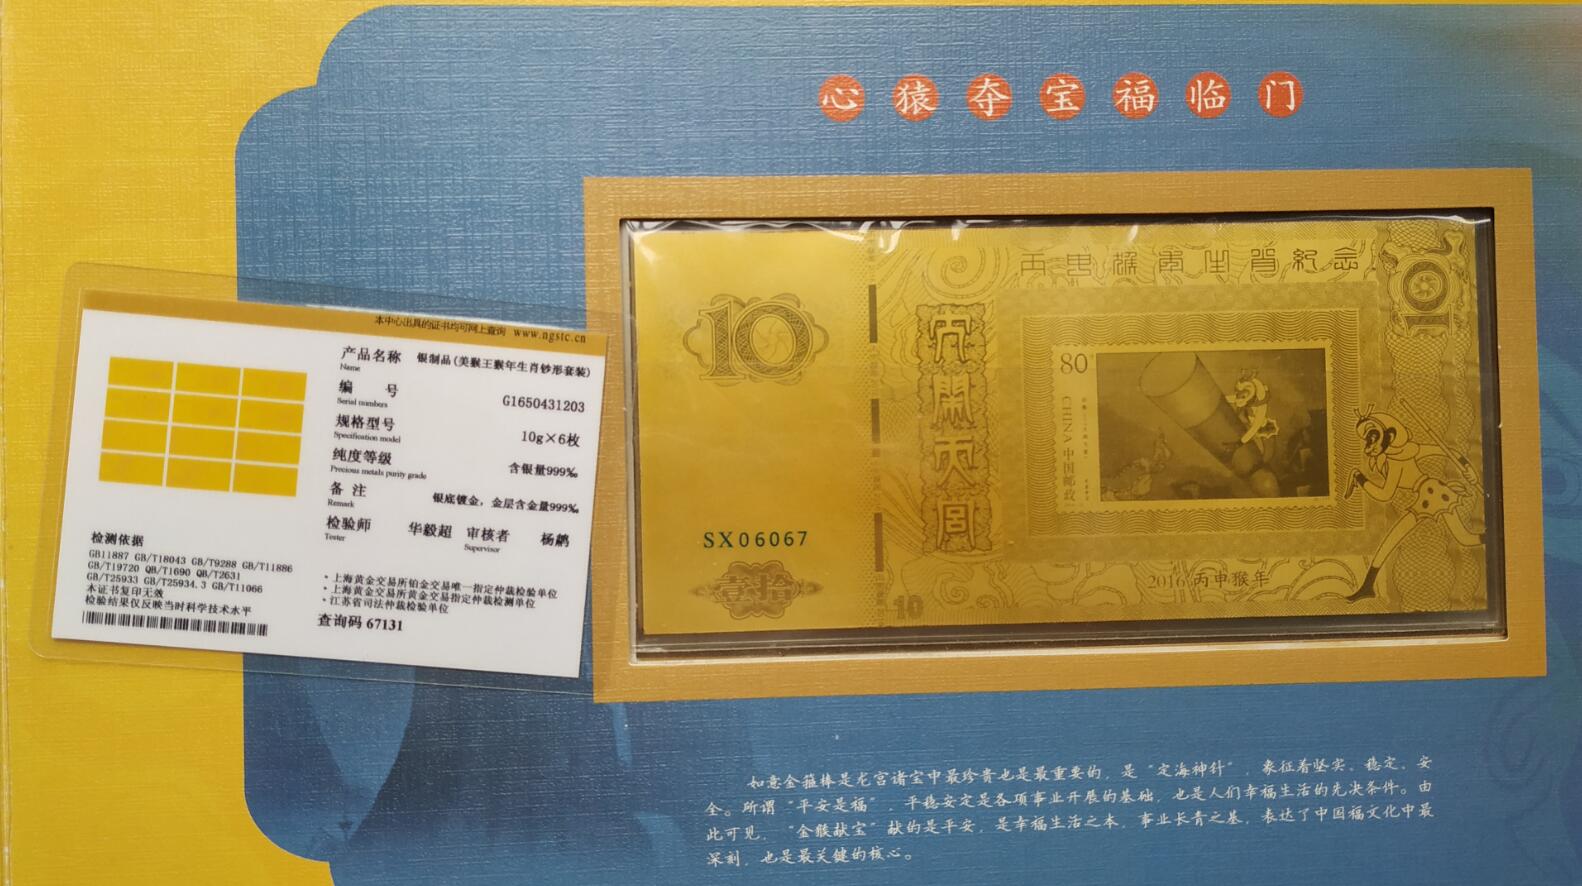 心猿夺宝福临门
本中心出具的证书均可网上查询 www.ngstc.cn
产品名称 银制品(美猴王猴年生肖钞形套装)
Name
编 号 G1650431203
Serial numbers
规格型号 10g×6枚
Specification model
纯度等级 含银量999‰
Precious metals purity grade
备 注 银底镀金，金层含金量999‰
Remark
检验师 华毅超 审核者 杨鹇
Tester Supervisor
检测依据
GB11887 GB/T18043 GB/T9288 GB/T11886
GB/T19720 QB/T1690 QB/T2631
GB/T25933 GB/T25934.3 GB/T11066
本证书复印无效
检验结果仅反映当时科学技术水平
• 上海黄金交易所铂金交易唯一指定仲裁检验单位
• 上海黄金交易所黄金交易指定仲裁检测单位
• 江苏省司法仲裁检验单位
查询码 67131
丙申猴年生肖纪念
10
10
大闹天宫
80
CHINA 中国邮政
SX06067
壹拾
10
2016 丙申猴年
如意金箍棒是龙宫诸宝中最珍贵也是最重要的，是“定海神针”，象征着坚实、稳定、安
全。所谓“平安是福”，平稳安定是各项事业开展的基础，也是人们幸福生活的先决条件。由
此可见，“金猴献宝”献的是平安，是幸福生活之本，事业长青之基，表达了中国福文化中最
深刻，也是最关键的核心。